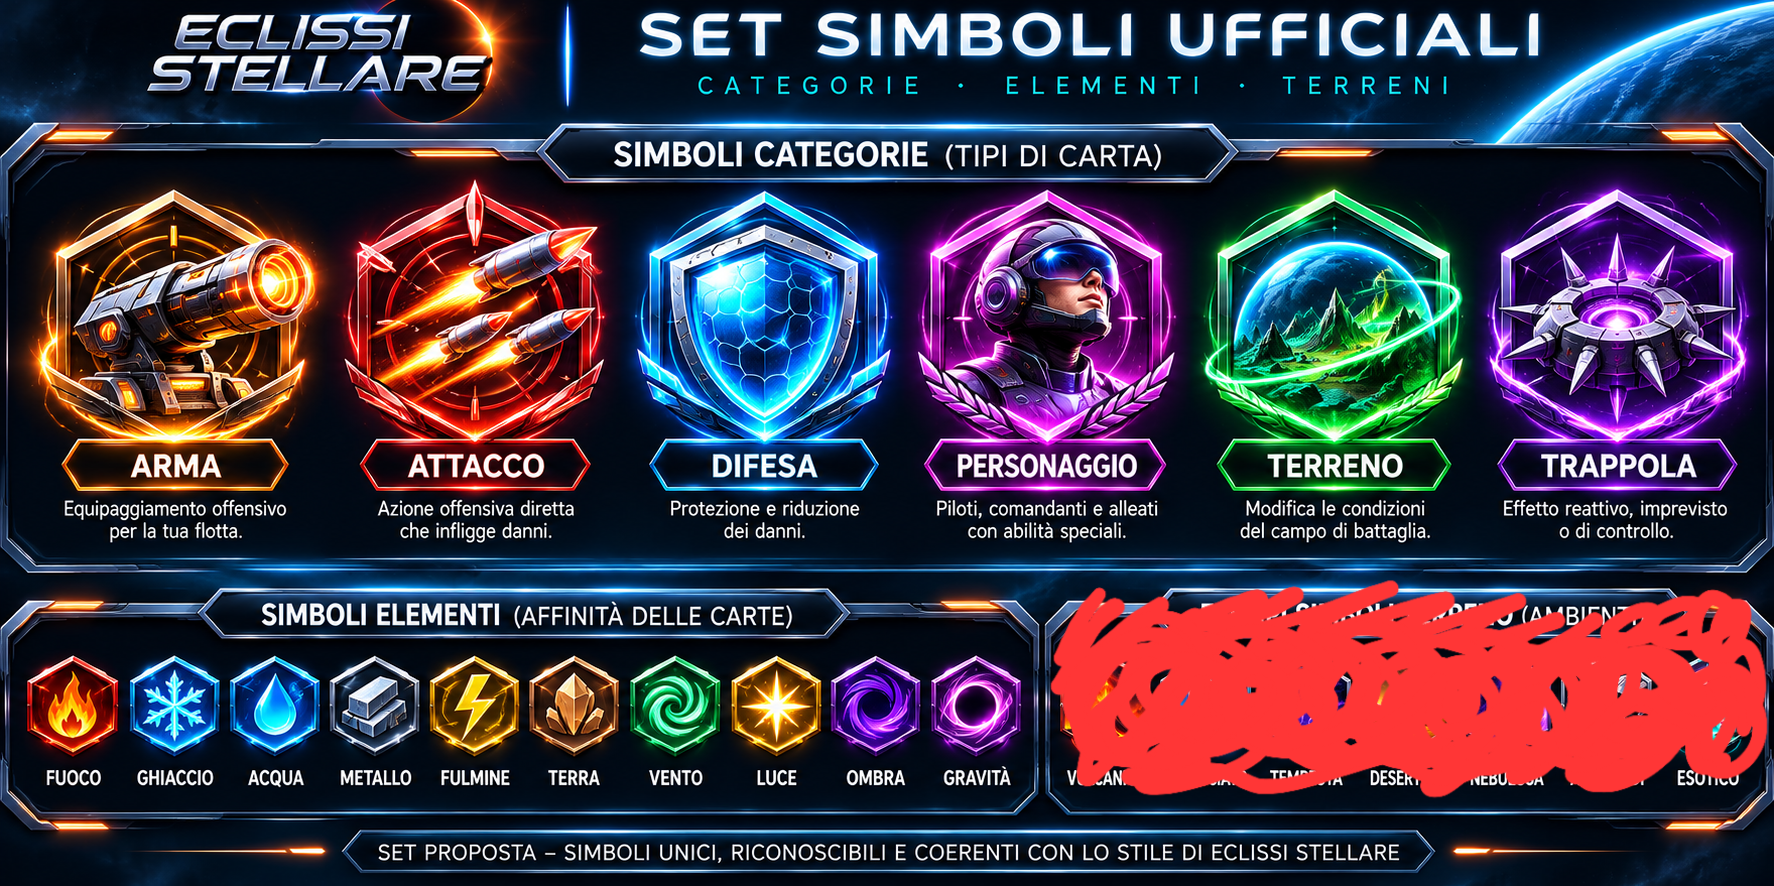 ECLISSI
STELLARE
SET SIMBOLI UFFICIALI
CATEGORIE · ELEMENTI · TERRENI
SIMBOLI CATEGORIE (TIPI DI CARTA)
ARMA
Equipaggiamento offensivo
per la tua flotta.
ATTACCO
Azione offensiva diretta
che infligge danni.
DIFESA
Protezione e riduzione
dei danni.
PERSONAGGIO
Piloti, comandanti e alleati
con abilità speciali.
TERRENO
Modifica le condizioni
del campo di battaglia.
TRAPPOLA
Effetto reattivo, imprevisto
o di controllo.
SIMBOLI ELEMENTI (AFFINITÀ DELLE CARTE)
FUOCO
GHIACCIO
ACQUA
METALLO
FULMINE
TERRA
VENTO
LUCE
OMBRA
GRAVITÀ
TEMPESTA
NEBULOSA
ESOTICO
SET PROPOSTA – SIMBOLI UNICI, RICONOSCIBILI E COERENTI CON LO STILE DI ECLISSI STELLARE